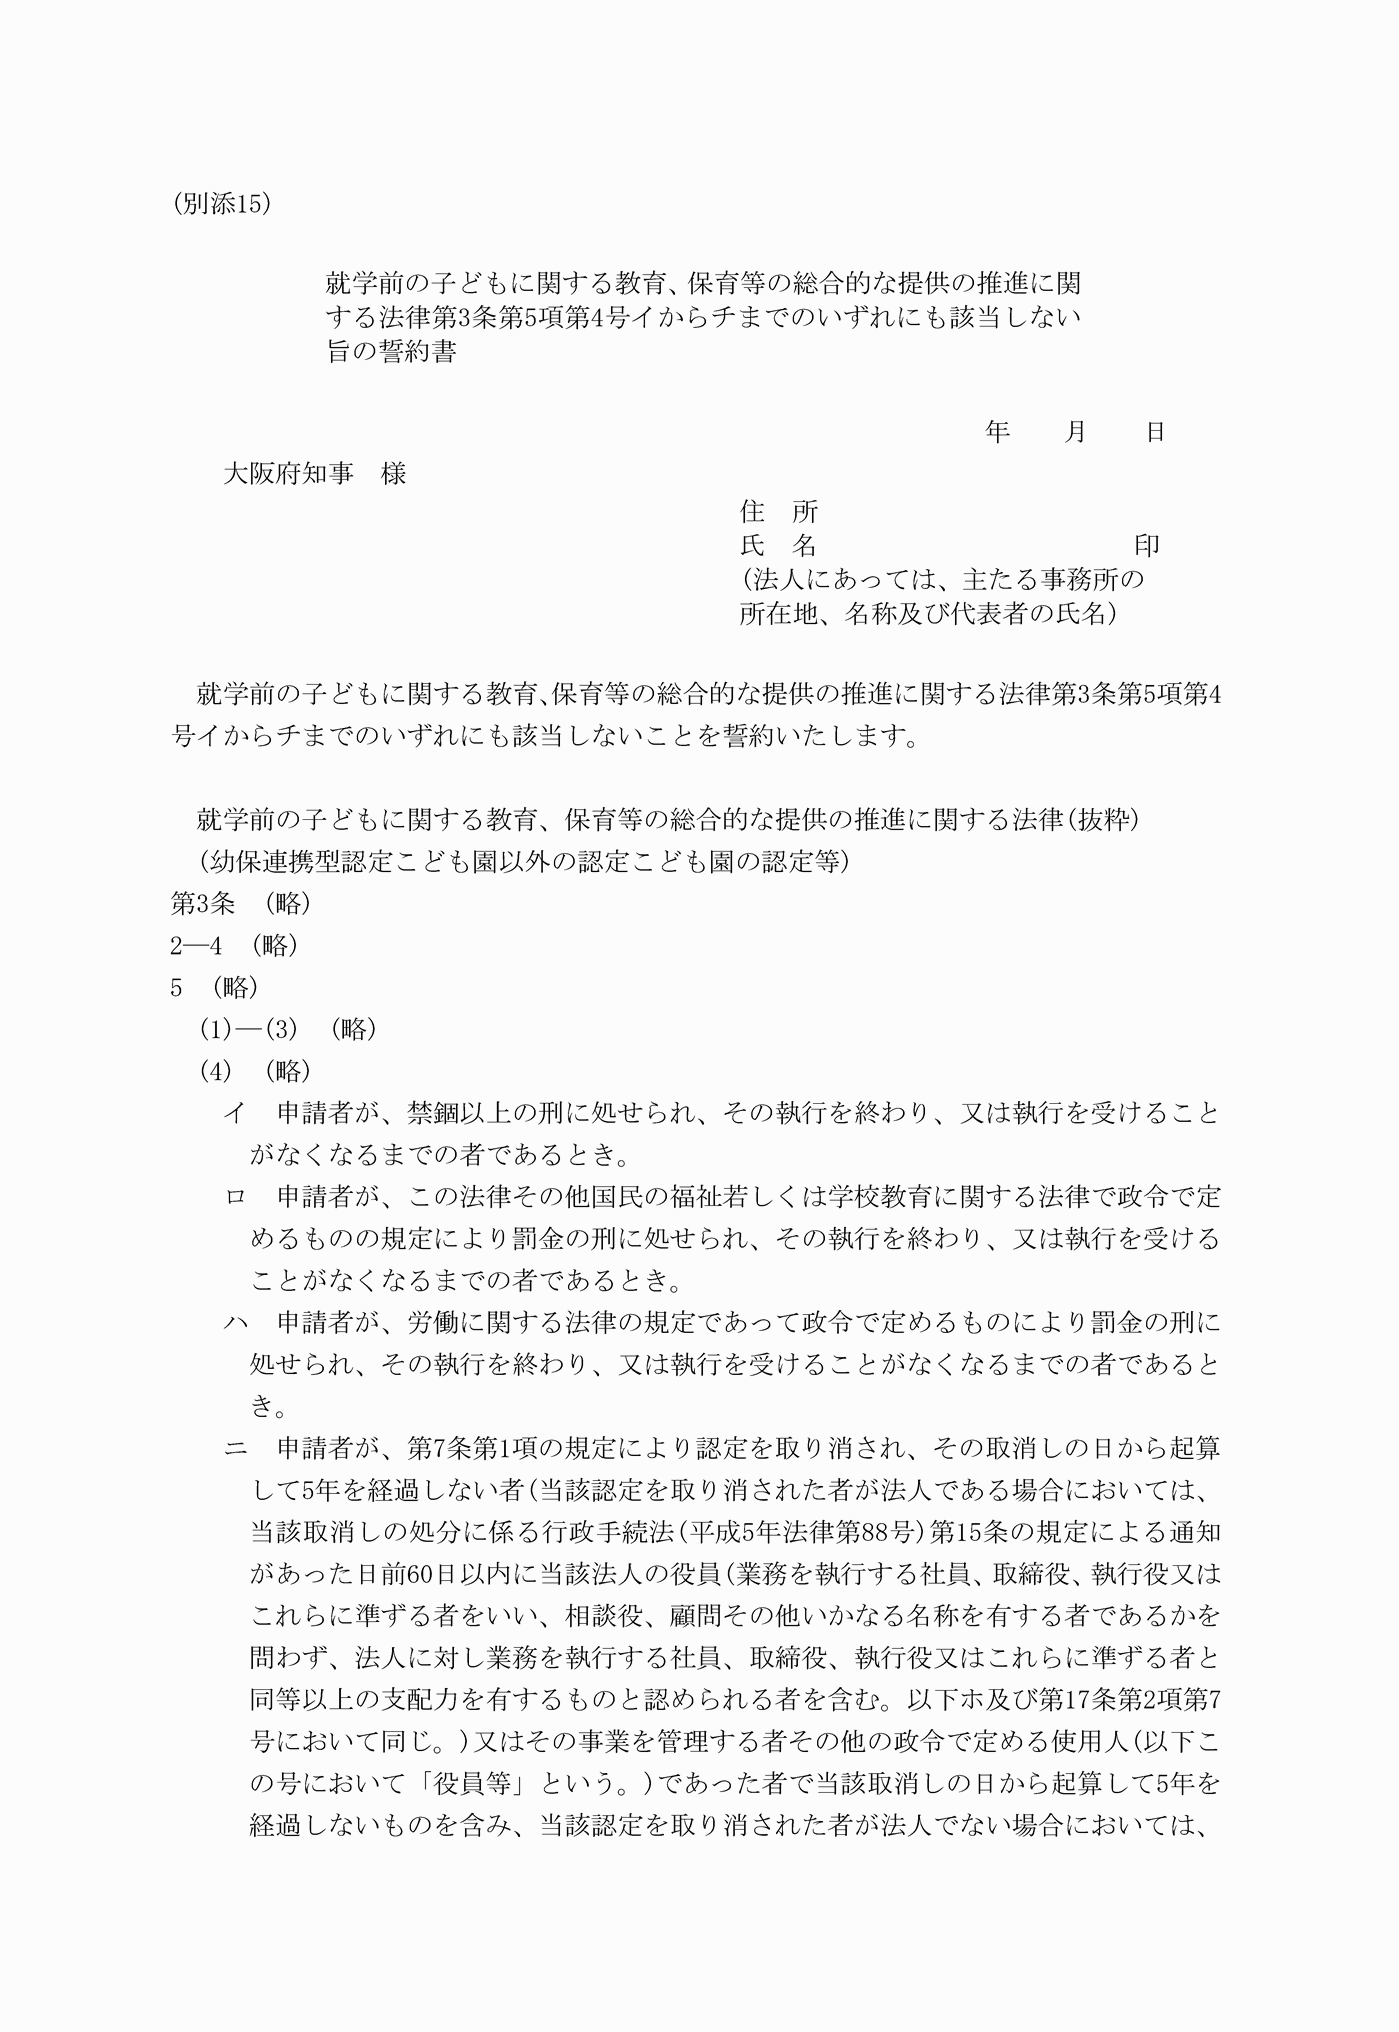 （別添15）
就学前の子どもに関する教育、保育等の総合的な提供の推進に関
する法律第3条第5項第4号イからチまでのいずれにも該当しない
旨の誓約書
年　　月　　日
大阪府知事　様
住　所
氏　名　　　　　　　　　　　　印
（法人にあっては、主たる事務所の
所在地、名称及び代表者の氏名）
就学前の子どもに関する教育、保育等の総合的な提供の推進に関する法律第3条第5項第4
号イからチまでのいずれにも該当しないことを誓約いたします。
就学前の子どもに関する教育、保育等の総合的な提供の推進に関する法律（抜粋）
（幼保連携型認定こども園以外の認定こども園の認定等）
第3条　（略）
2―4　（略）
5　（略）
（1）―（3）　（略）
（4）　（略）
イ　申請者が、禁錮以上の刑に処せられ、その執行を終わり、又は執行を受けること
がなくなるまでの者であるとき。
ロ　申請者が、この法律その他国民の福祉若しくは学校教育に関する法律で政令で定
めるものの規定により罰金の刑に処せられ、その執行を終わり、又は執行を受ける
ことがなくなるまでの者であるとき。
ハ　申請者が、労働に関する法律の規定であって政令で定めるものにより罰金の刑に
処せられ、その執行を終わり、又は執行を受けることがなくなるまでの者であると
き。
ニ　申請者が、第7条第1項の規定により認定を取り消され、その取消しの日から起算
して5年を経過しない者（当該認定を取り消された者が法人である場合においては、
当該取消しの処分に係る行政手続法（平成5年法律第88号）第15条の規定による通知
があった日前60日以内に当該法人の役員（業務を執行する社員、取締役、執行役又は
これらに準ずる者をいい、相談役、顧問その他いかなる名称を有する者であるかを
問わず、法人に対し業務を執行する社員、取締役、執行役又はこれらに準ずる者と
同等以上の支配力を有するものと認められる者を含む。以下ホ及び第17条第2項第7
号において同じ。）又はその事業を管理する者その他の政令で定める使用人（以下こ
の号において「役員等」という。）であった者で当該取消しの日から起算して5年を
経過しないものを含み、当該認定を取り消された者が法人でない場合においては、